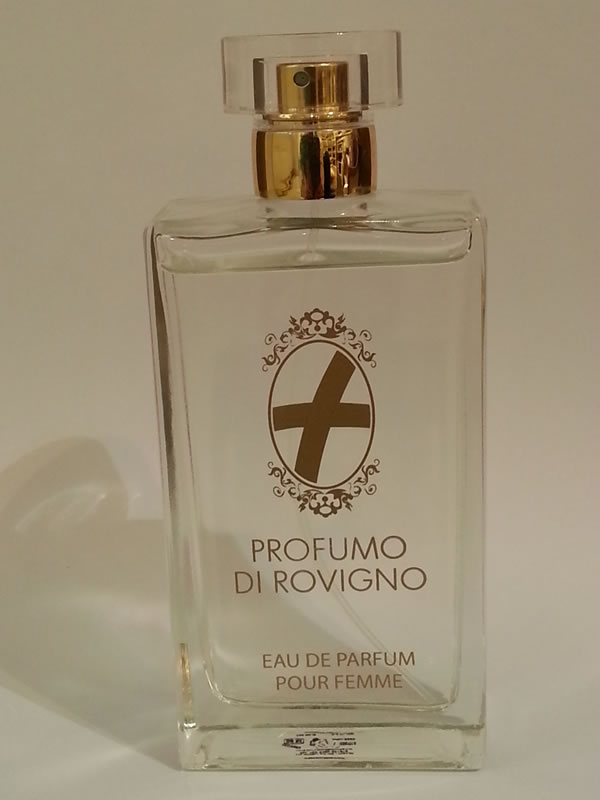 PROFUMO
DI ROVIGNO
EAU DE PARFUM
POUR FEMME